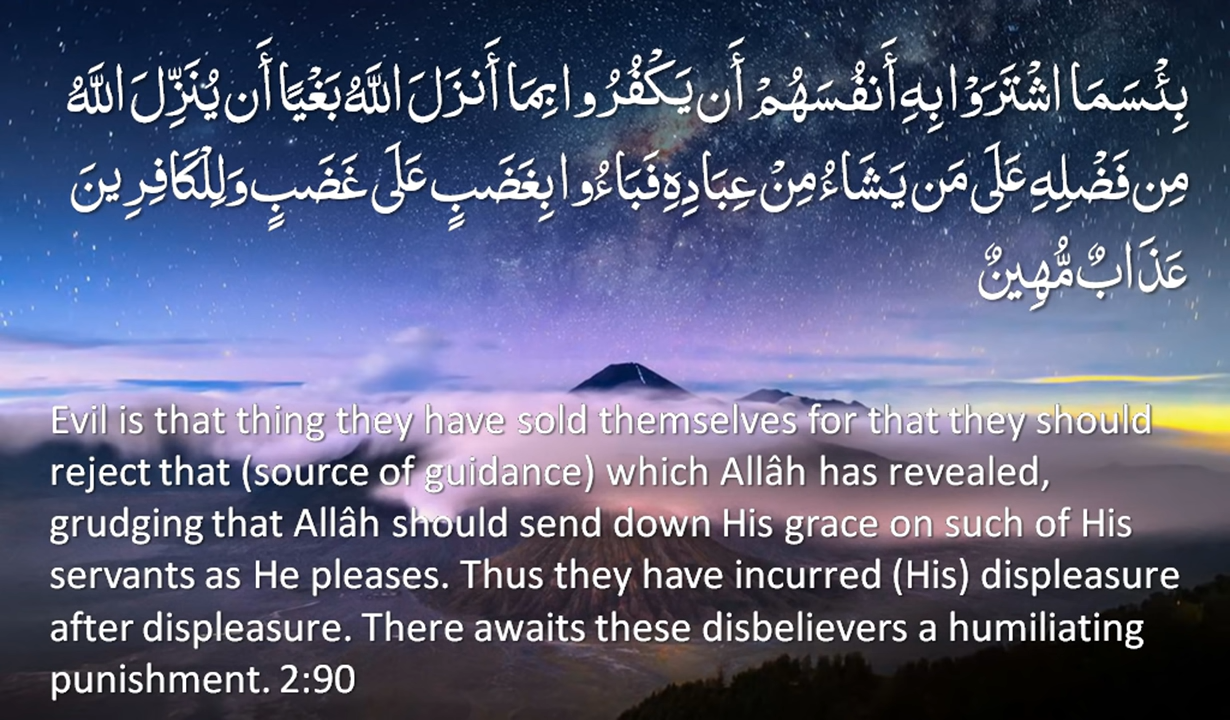 بِئْسَمَا اشْتَرَوْا بِهِ أَنفُسَهُمْ أَن يَكْفُرُوا بِمَا أَنزَلَ اللَّهُ بَغْيًا أَن يُنَزِّلَ اللَّهُ
مِن فَضْلِهِ عَلَى مَن يَشَاءُ مِنْ عِبَادِهِ فَبَاءُوا بِغَضَبٍ عَلَى غَضَبٍ وَلِلْكَافِرِينَ
عَذَابٌ مُّهِينٌ
Evil is that thing they have sold themselves for that they should
reject that (source of guidance) which Allâh has revealed,
grudging that Allâh should send down His grace on such of His
servants as He pleases. Thus they have incurred (His) displeasure
after displeasure. There awaits these disbelievers a humiliating
punishment. 2:90